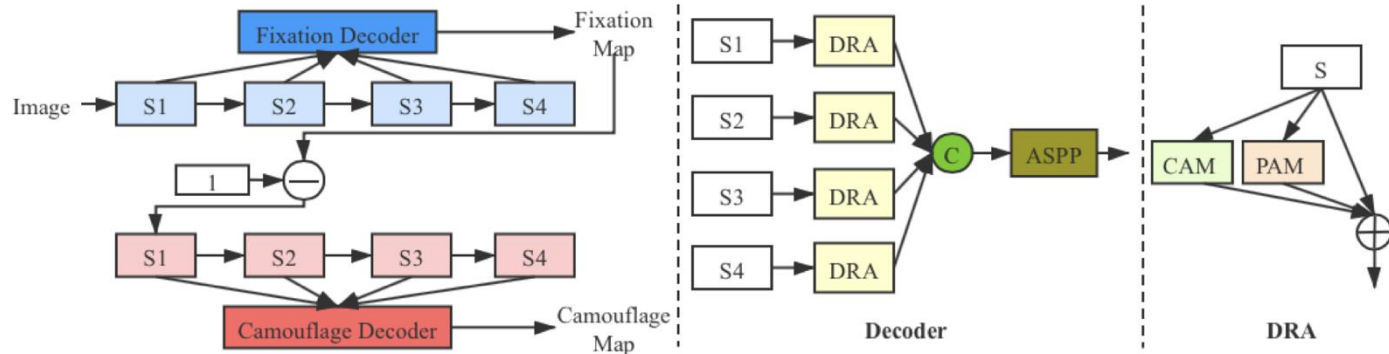 Fixation Decoder
Fixation
Map
Image
S1
S2
S3
S4
1
S1
S2
S3
S4
Camouflage Decoder
Camouflage
Map
S1
DRA
S2
DRA
C
ASPP
S3
DRA
S4
DRA
Decoder
S
CAM
PAM
DRA